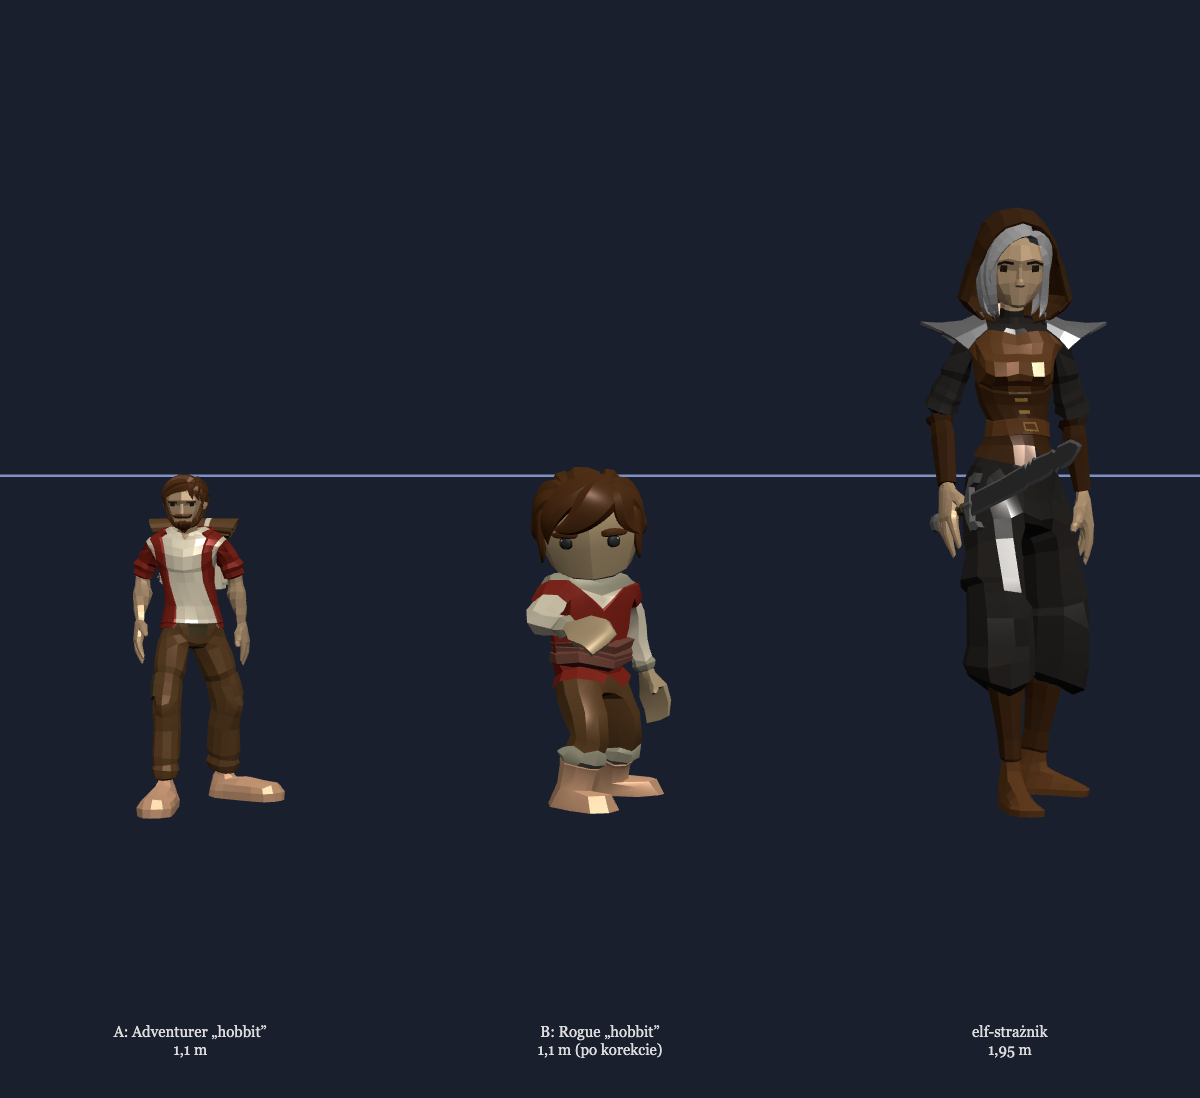 A: Adventurer „hobbit”
1,1 m
B: Rogue „hobbit”
1,1 m (po korekcie)
elf-strażnik
1,95 m